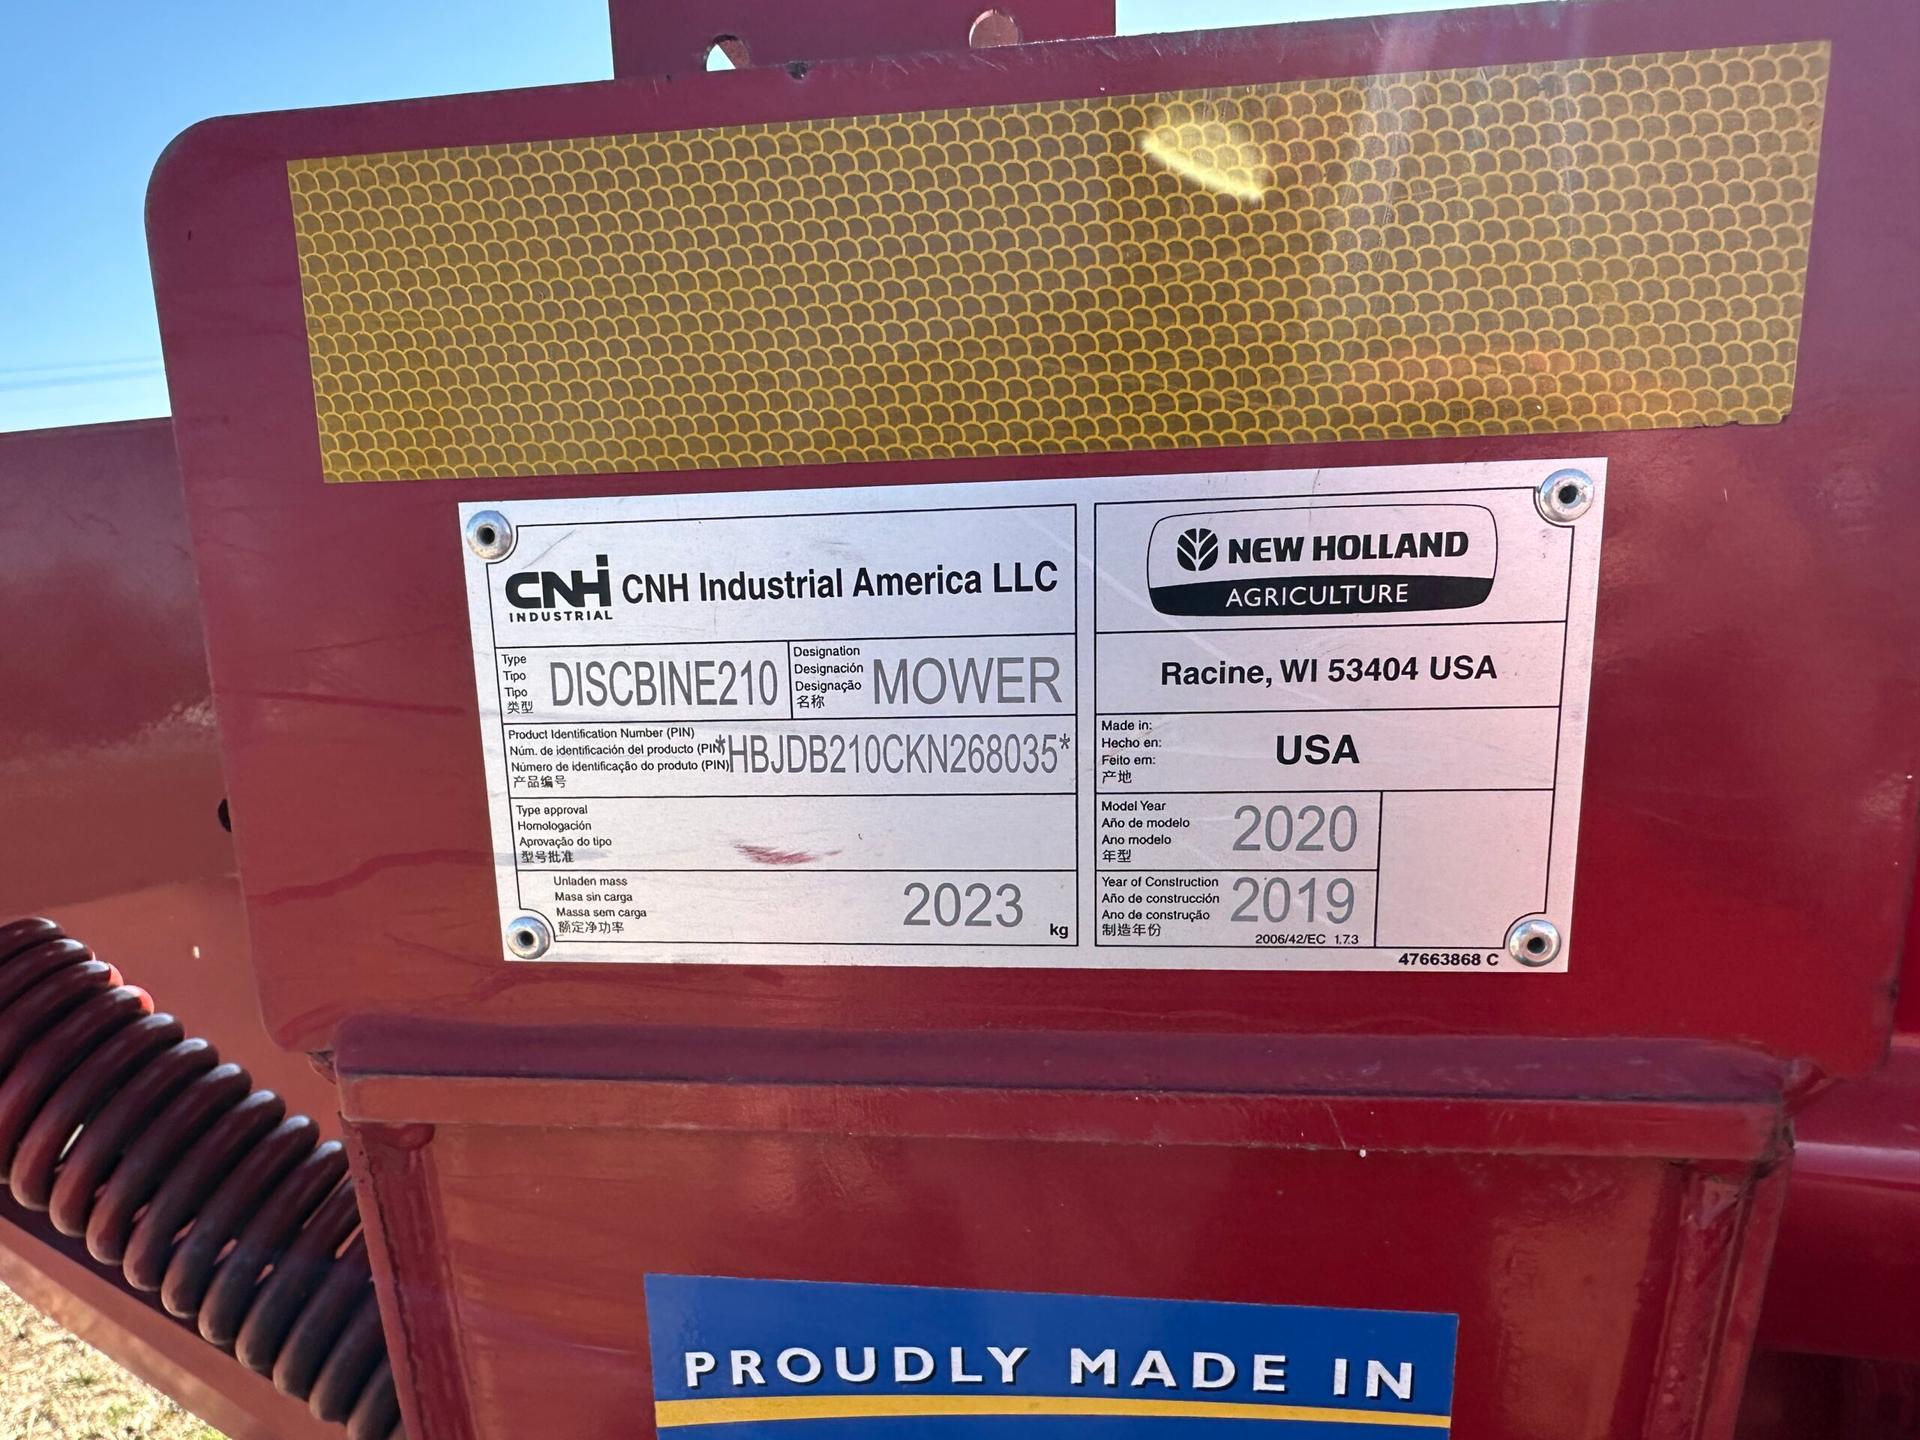 CNH INDUSTRIAL CNH Industrial America LLC
Type
Tipo
Tipo
类型
DISCBINE210
Designation
Designación
Designação
名称
MOWER
Product Identification Number (PIN)
Núm. de identificación del producto (PIN)
Número de identificação do produto (PIN)
产品编号
*HBJDB210CKN268035*
Type approval
Homologación
Aprovação do tipo
型号批准
Unladen mass
Masa sin carga
Massa sem carga
额定净功率
2023
kg
NEW HOLLAND
AGRICULTURE
Racine, WI 53404 USA
Made in:
Hecho en:
Feito em:
产地
USA
Model Year
Año de modelo
Ano modelo
年型
2020
Year of Construction
Año de construcción
Ano de construção
制造年份
2019
2006/42/EC 1.7.3
47663868 C
PROUDLY MADE IN